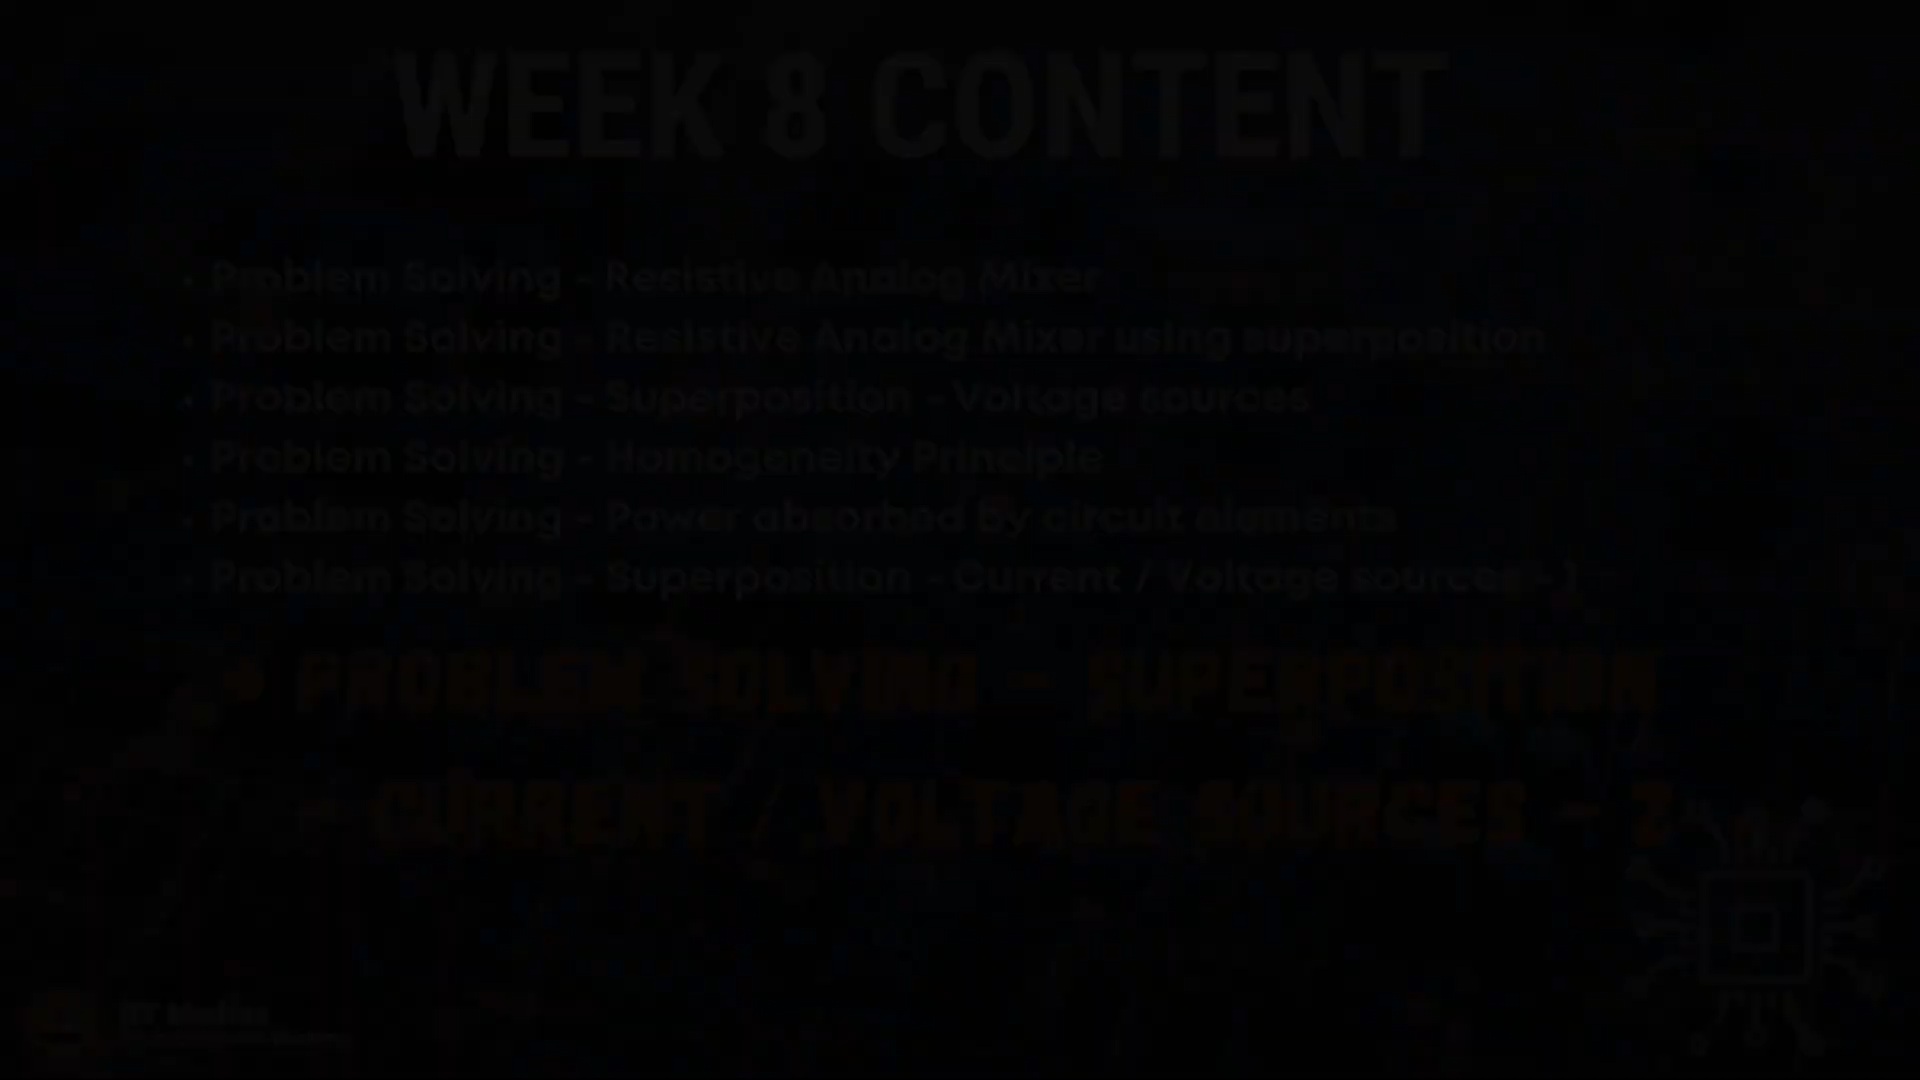 WEEK 8 CONTENT
• Problem Solving - Resistive Analog Mixer
• Problem Solving - Resistive Analog Mixer using superposition
• Problem Solving - Superposition - Voltage sources
• Problem Solving - Homogeneity Principle
• Problem Solving - Power absorbed by circuit elements
• Problem Solving - Superposition - Current / Voltage sources - 1
• PROBLEM SOLVING - SUPERPOSITION
- CURRENT / VOLTAGE SOURCES - 2
IIT Madras